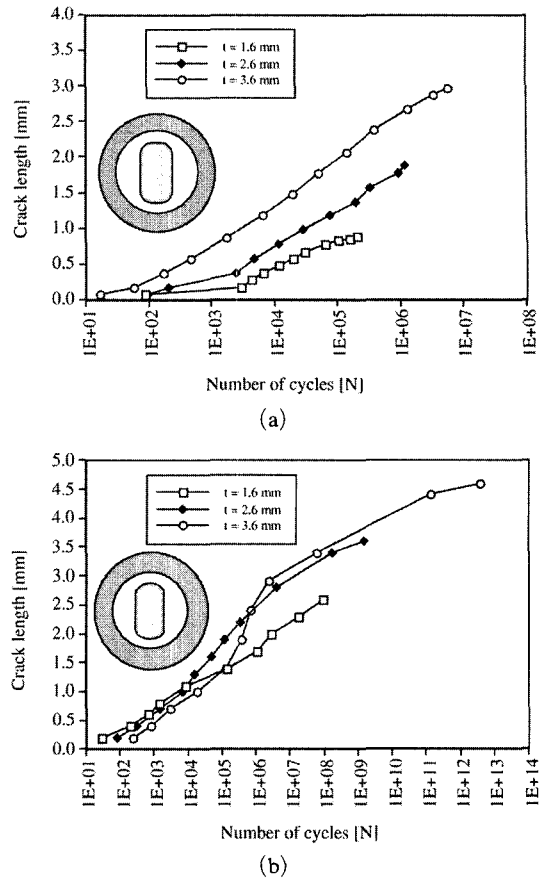 4.0
3.5
3.0
2.5
2.0
1.5
1.0
0.5
0.0
Crack length [mm]
t = 1.6 mm
t = 2.6 mm
t = 3.6 mm
1E+01
1E+02
1E+03
1E+04
1E+05
1E+06
1E+07
1E+08
Number of cycles [N]
(a)
5.0
4.5
4.0
3.5
3.0
2.5
2.0
1.5
1.0
0.5
0.0
Crack length [mm]
t = 1.6 mm
t = 2.6 mm
t = 3.6 mm
1E+01
1E+02
1E+03
1E+04
1E+05
1E+06
1E+07
1E+08
1E+09
1E+10
1E+11
1E+12
1E+13
1E+14
Number of cycles [N]
(b)